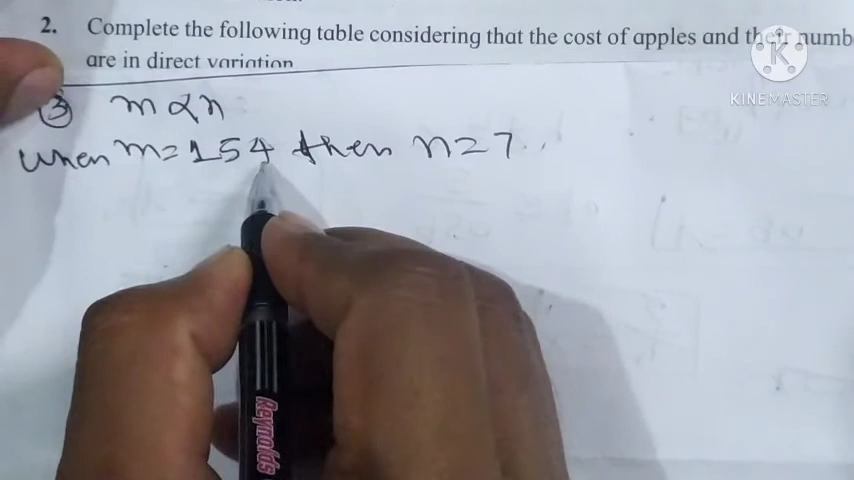 2. Complete the following table considering that the cost of apples and their numb
are in direct variation
KINEMASTER
3 m ∝ n
when m = 154 then n = 7
Reynolds